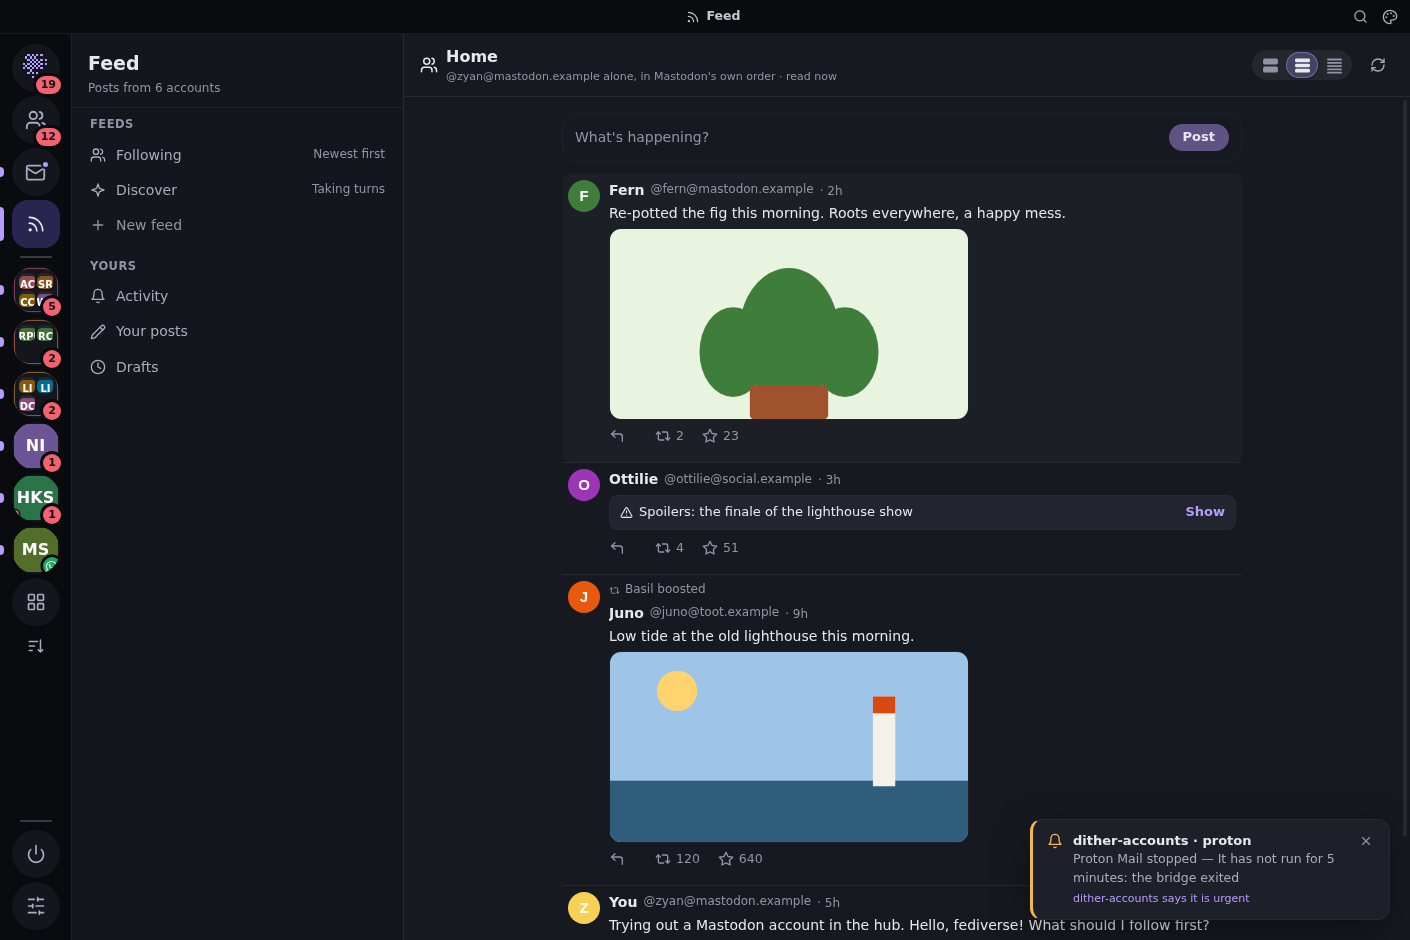 Feed
19
12
AC SR
CC
5
RP RC
2
LI LI
DC
2
NI
1
HKS
1
MS
Feed
Posts from 6 accounts
FEEDS
Following Newest first
Discover Taking turns
New feed
YOURS
Activity
Your posts
Drafts
Home
@zyan@mastodon.example alone, in Mastodon's own order · read now
What's happening?
Post
F
Fern @fern@mastodon.example · 2h
Re-potted the fig this morning. Roots everywhere, a happy mess.
2 23
O
Ottilie @ottilie@social.example · 3h
Spoilers: the finale of the lighthouse show Show
4 51
Basil boosted
J
Juno @juno@toot.example · 9h
Low tide at the old lighthouse this morning.
120 640
Z
You @zyan@mastodon.example · 5h
Trying out a Mastodon account in the hub. Hello, fediverse! What should I follow first?
dither-accounts · proton
Proton Mail stopped — It has not run for 5
minutes: the bridge exited
dither-accounts says it is urgent